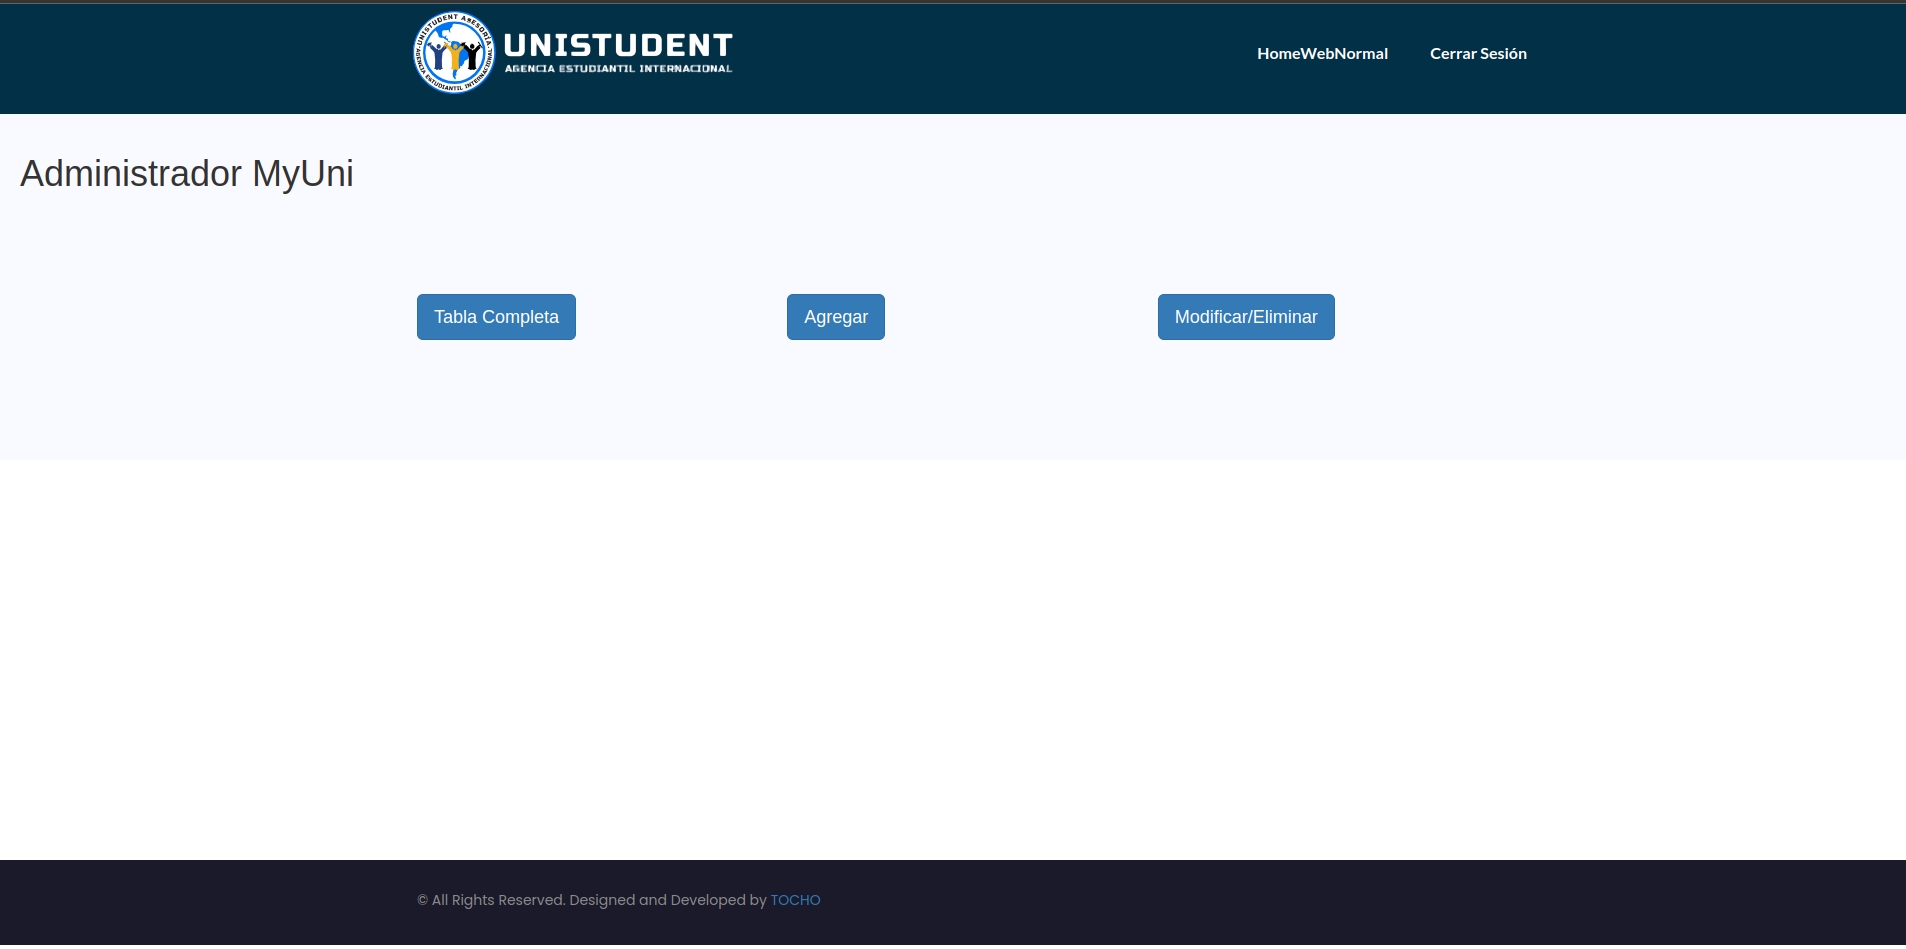 UNISTUDENT ASESORÍA
AGENCIA ESTUDIANTIL INTERNACIONAL
UNISTUDENT
AGENCIA ESTUDIANTIL INTERNACIONAL
HomeWebNormal
Cerrar Sesión
Administrador MyUni
Tabla Completa
Agregar
Modificar/Eliminar
© All Rights Reserved. Designed and Developed by TOCHO